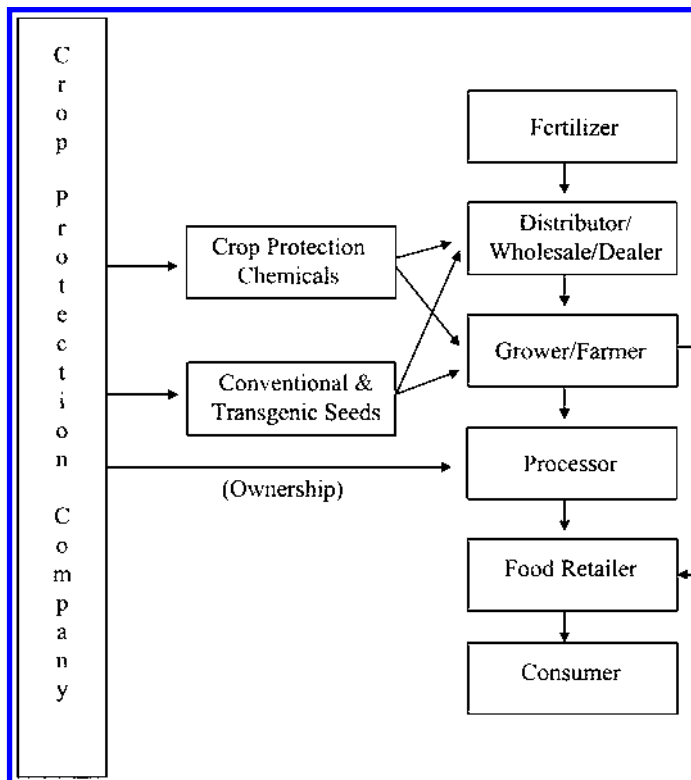 Crop Protection Company
Fertilizer
Distributor/
Wholesale/Dealer
Crop Protection
Chemicals
Grower/Farmer
Conventional &
Transgenic Seeds
Processor
(Ownership)
Food Retailer
Consumer